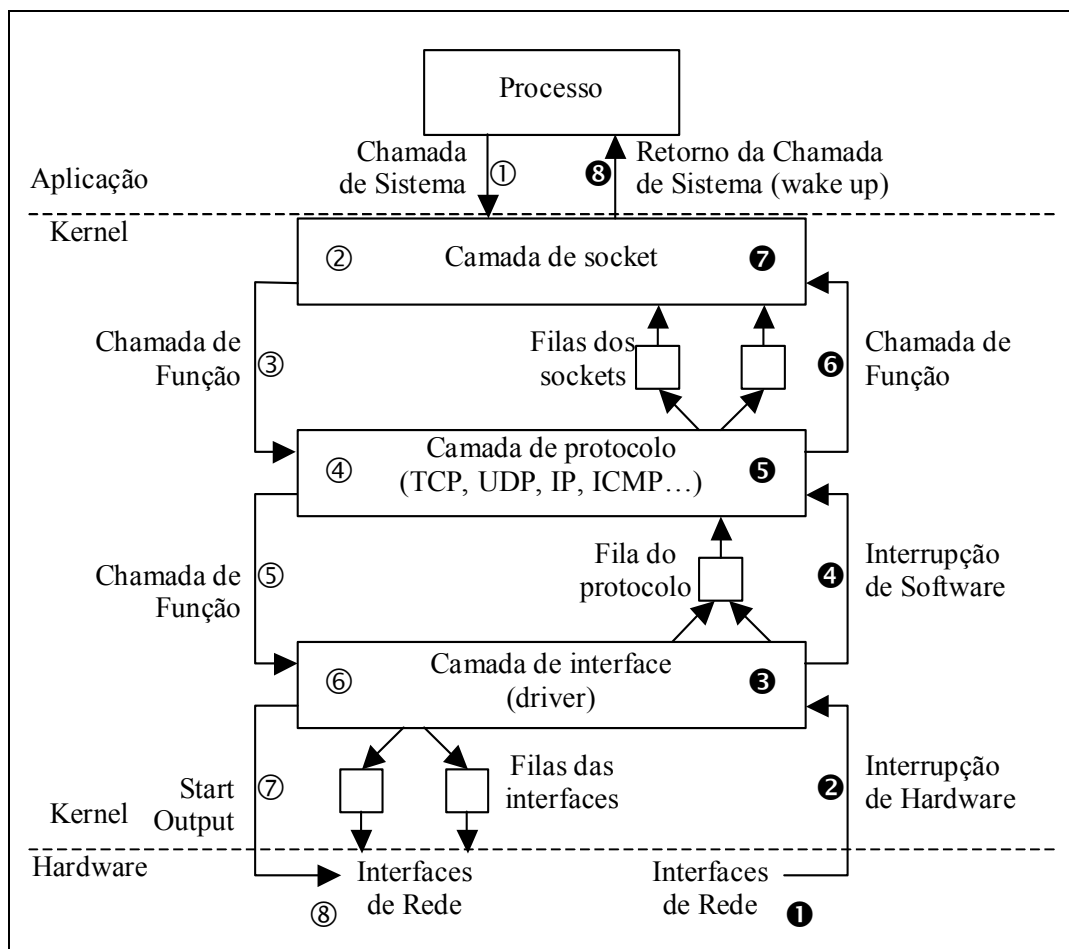 Processo
Chamada
de Sistema
①
❽
Retorno da Chamada
de Sistema (wake up)
Aplicação
Kernel
②
Camada de socket
❼
Chamada de
Função
③
Filas dos
sockets
❻
Chamada de
Função
④
Camada de protocolo
(TCP, UDP, IP, ICMP…)
❺
Chamada de
Função
⑤
Fila do
protocolo
❹
Interrupção
de Software
⑥
Camada de interface
(driver)
❸
Start
Output
⑦
Filas das
interfaces
❷
Interrupção
de Hardware
Kernel
Hardware
Interfaces
de Rede
⑧
Interfaces
de Rede
❶